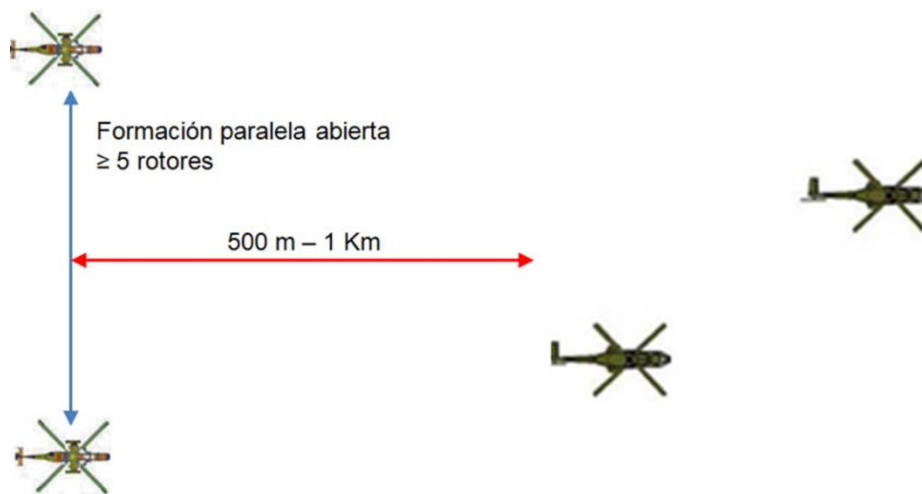 Formación paralela abierta
≥ 5 rotores
500 m – 1 Km